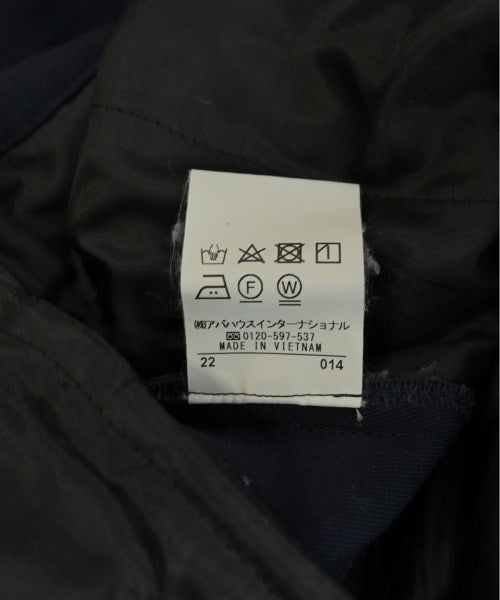 F W
㈱アバハウスインターナショナル
0120-597-537
MADE IN VIETNAM
22 014